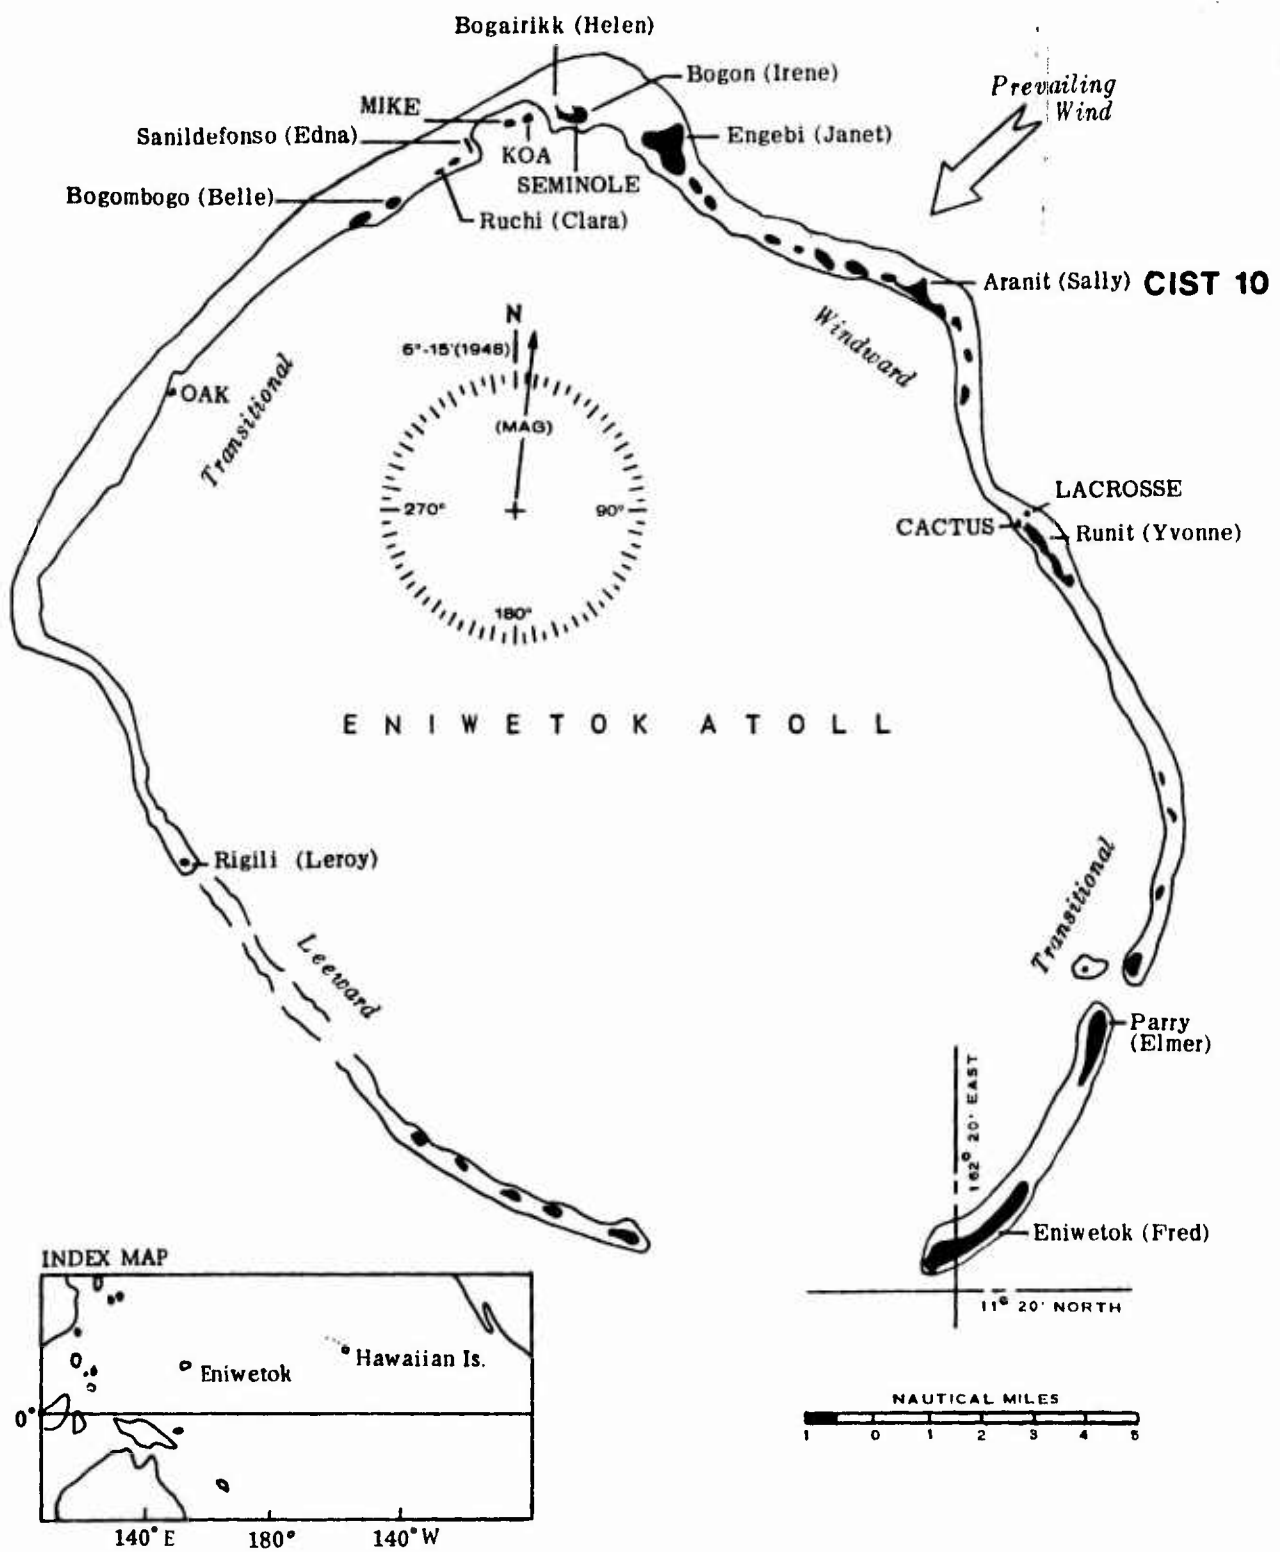 Bogairikk (Helen)
Bogon (Irene)
Prevailing
Wind
MIKE
Sanildefonso (Edna)
KOA
Engebi (Janet)
SEMINOLE
Bogombogo (Belle)
Ruchi (Clara)
Aranit (Sally) CIST 10
Windward
N
6°-15'(1948)
OAK
Transitional
(MAG)
270°
90°
180°
LACROSSE
CACTUS
Runit (Yvonne)
ENIWETOK ATOLL
Rigili (Leroy)
Leeward
Transitional
Parry
(Elmer)
162° 20' EAST
Eniwetok (Fred)
11° 20' NORTH
INDEX MAP
Eniwetok
Hawaiian Is.
0°
140° E
180°
140° W
NAUTICAL MILES
1 0 1 2 3 4 5